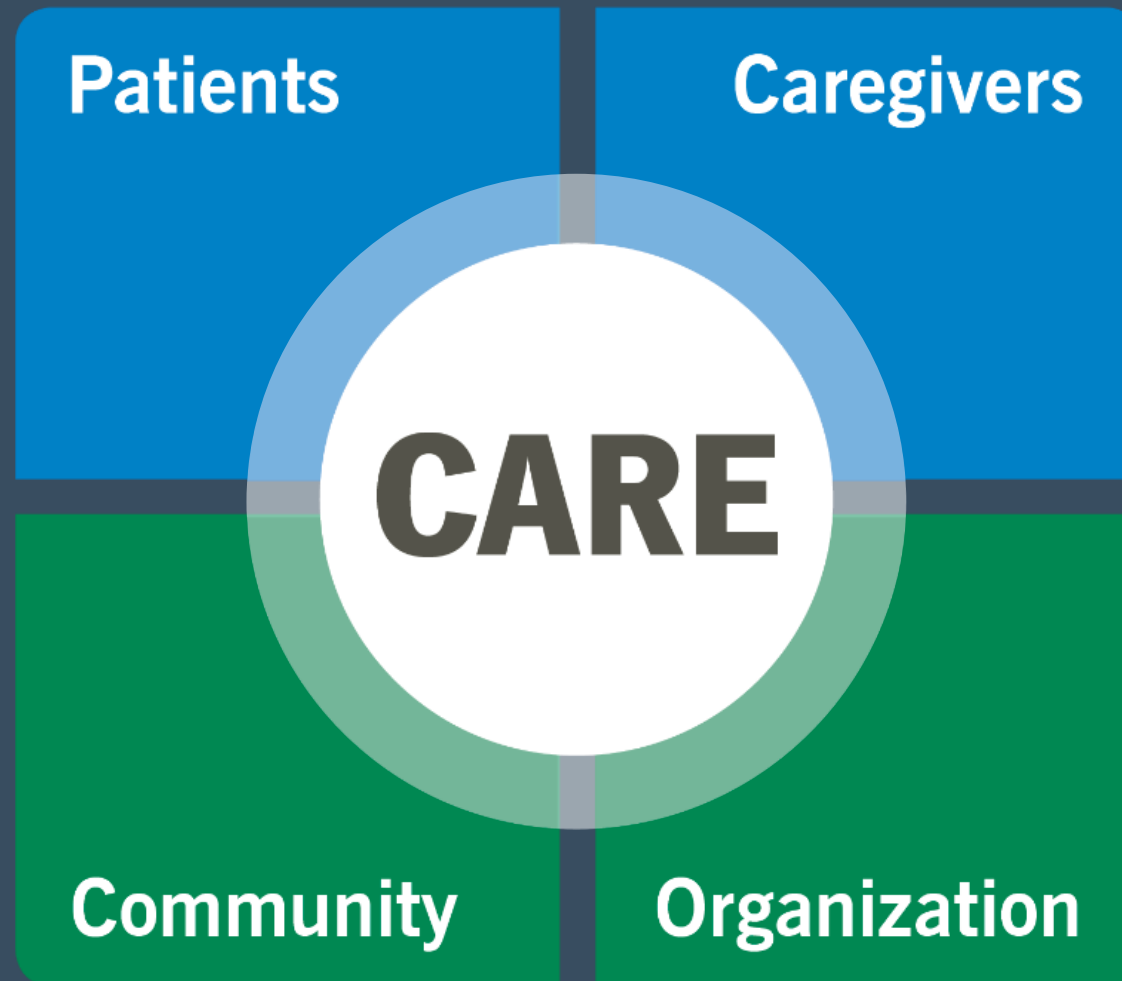 Patients
Caregivers
CARE
Community
Organization